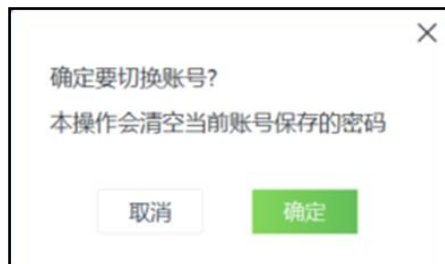 确定要切换账号?
本操作会清空当前账号保存的密码
取消
确定